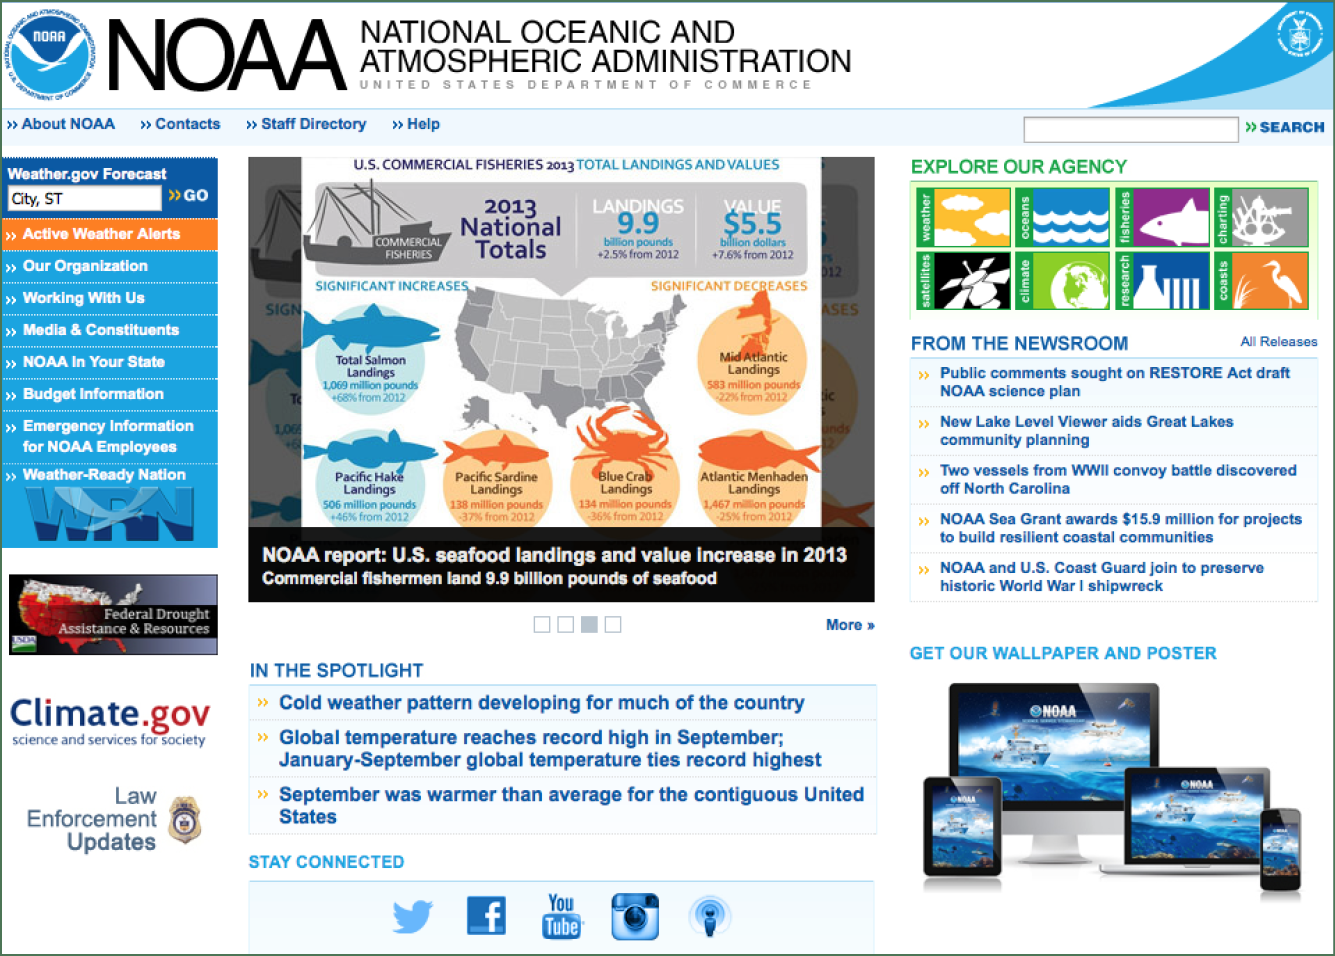 NOAA
NATIONAL OCEANIC AND ATMOSPHERIC ADMINISTRATION
U.S. DEPARTMENT OF COMMERCE
NOAA
NATIONAL OCEANIC AND
ATMOSPHERIC ADMINISTRATION
UNITED STATES DEPARTMENT OF COMMERCE
›› About NOAA
›› Contacts
›› Staff Directory
›› Help
›› SEARCH
Weather.gov Forecast
City, ST
›› GO
›› Active Weather Alerts
›› Our Organization
›› Working With Us
›› Media & Constituents
›› NOAA In Your State
›› Budget Information
›› Emergency Information
for NOAA Employees
›› Weather-Ready Nation
WRN
Federal Drought
Assistance & Resources
USDA
Climate.gov
science and services for society
Law
Enforcement
Updates
U.S. COMMERCIAL FISHERIES 2013 TOTAL LANDINGS AND VALUES
COMMERCIAL
FISHERIES
2013
National
Totals
LANDINGS
9.9
billion pounds
+2.5% from 2012
VALUE
$5.5
billion dollars
+7.6% from 2012
SIGNIFICANT INCREASES
SIGNIFICANT DECREASES
Total Salmon
Landings
1,069 million pounds
+68% from 2012
Mid Atlantic
Landings
583 million pounds
-22% from 2012
Pacific Hake
Landings
506 million pounds
+46% from 2012
Pacific Sardine
Landings
138 million pounds
-37% from 2012
Blue Crab
Landings
134 million pounds
-36% from 2012
Atlantic Menhaden
Landings
1,467 million pounds
-25% from 2012
NOAA report: U.S. seafood landings and value increase in 2013
Commercial fishermen land 9.9 billion pounds of seafood
More »
IN THE SPOTLIGHT
›› Cold weather pattern developing for much of the country
›› Global temperature reaches record high in September;
January-September global temperature ties record highest
›› September was warmer than average for the contiguous United
States
STAY CONNECTED
You
Tube
EXPLORE OUR AGENCY
weather
oceans
fisheries
charting
satellites
climate
research
coasts
FROM THE NEWSROOM
All Releases
›› Public comments sought on RESTORE Act draft
NOAA science plan
›› New Lake Level Viewer aids Great Lakes
community planning
›› Two vessels from WWII convoy battle discovered
off North Carolina
›› NOAA Sea Grant awards $15.9 million for projects
to build resilient coastal communities
›› NOAA and U.S. Coast Guard join to preserve
historic World War I shipwreck
GET OUR WALLPAPER AND POSTER
NOAA
NOAA
NOAA